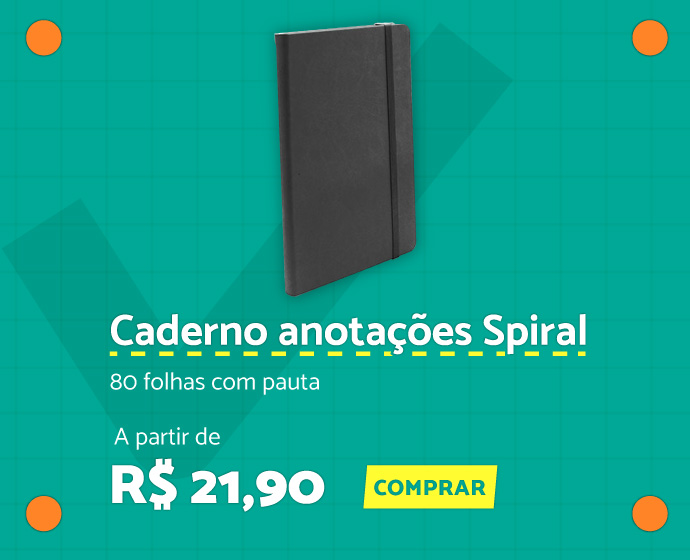 Caderno anotações Spiral
80 folhas com pauta
A partir de
R$ 21,90
COMPRAR